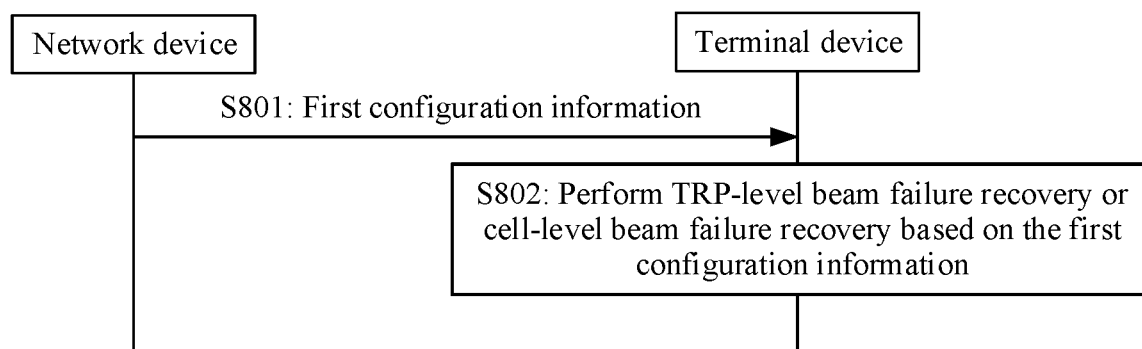 Network device
Terminal device
S801: First configuration information
S802: Perform TRP-level beam failure recovery or
cell-level beam failure recovery based on the first
configuration information